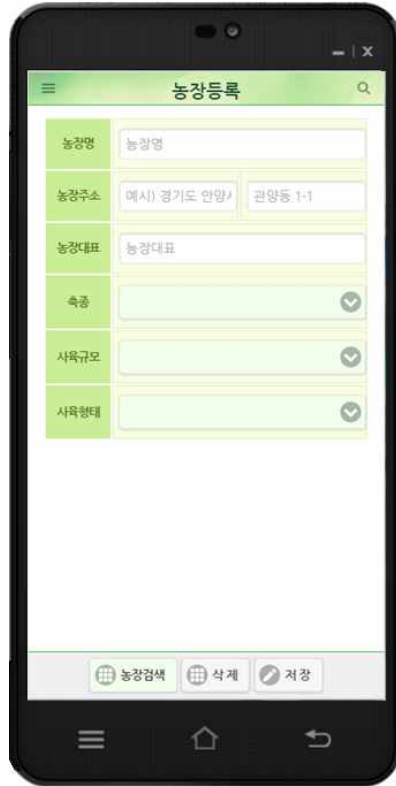 농장등록
농장명 농장명
농장주소 예시) 경기도 안양시 관양동 1-1
농장대표 농장대표
축종
사육규모
사육형태
농장검색 삭제 저장